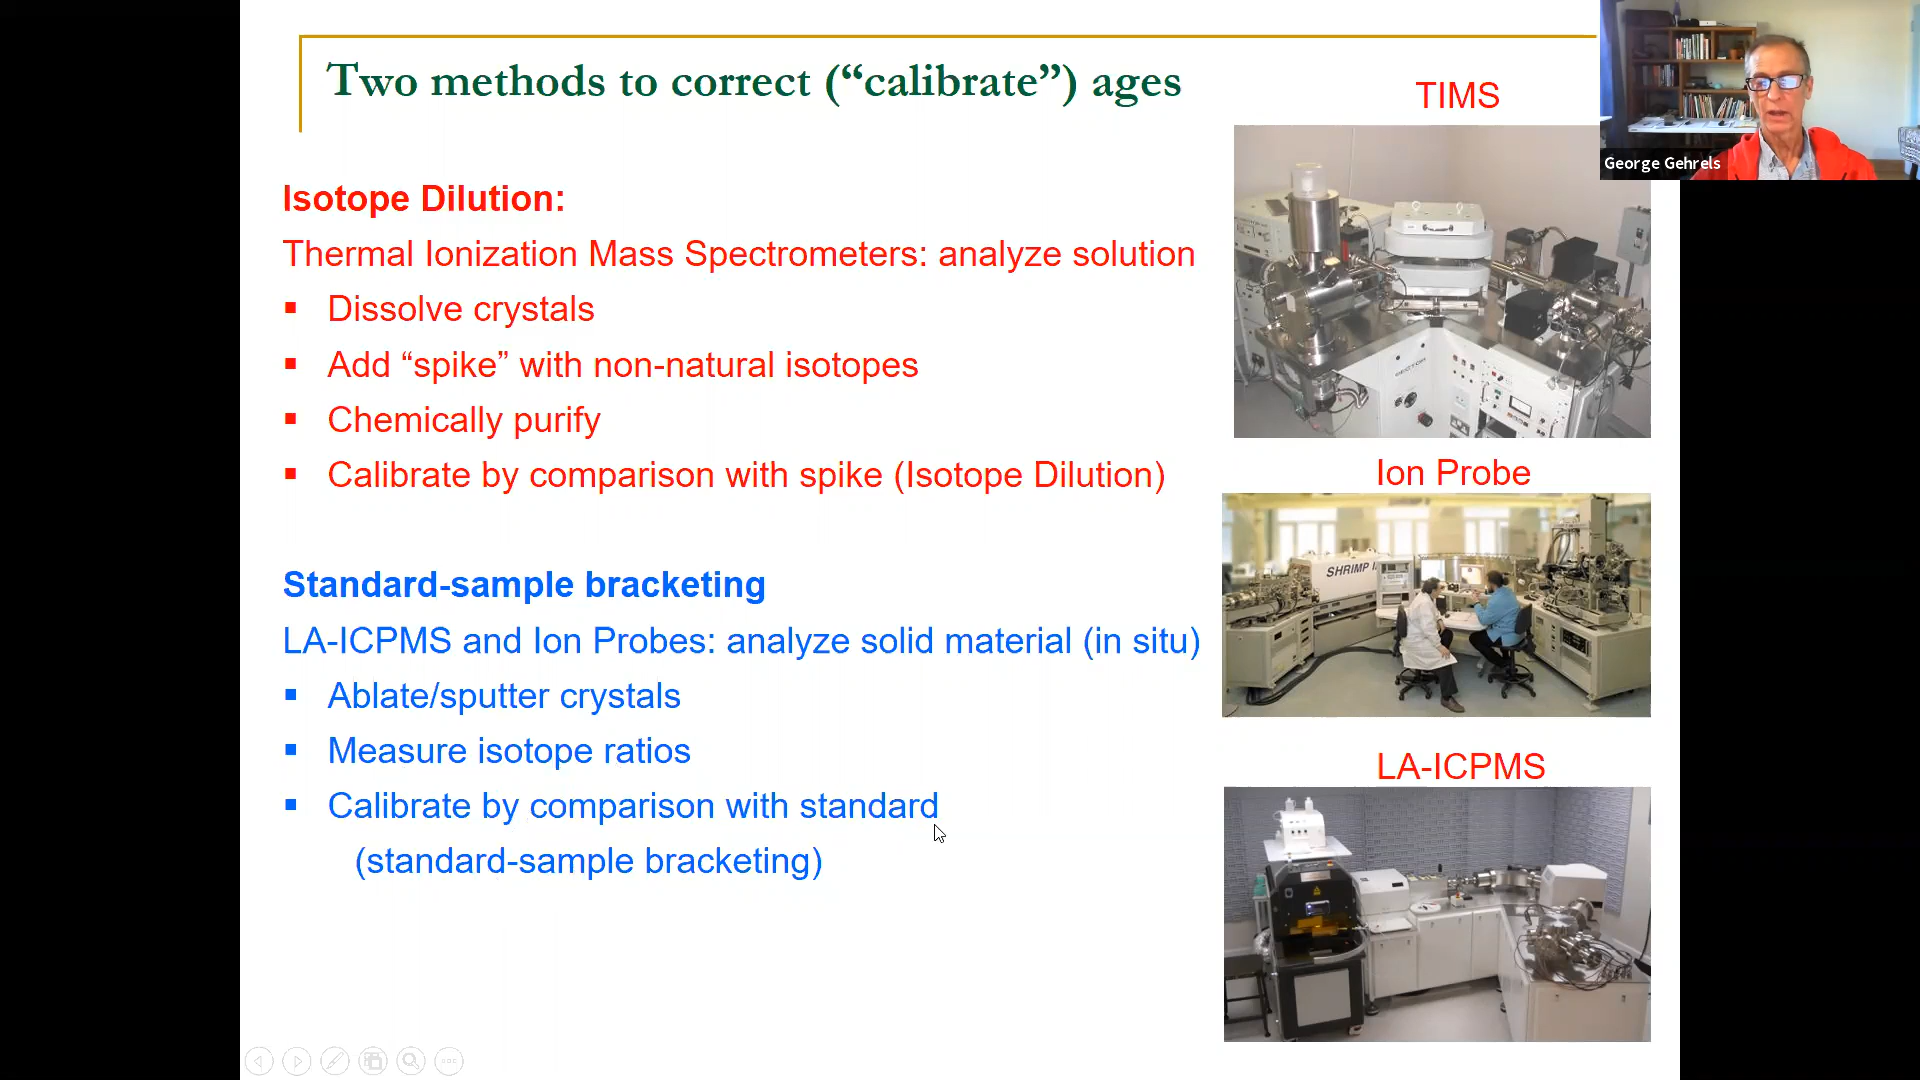 Two methods to correct (“calibrate”) ages
TIMS
George Gehrels
Isotope Dilution:
Thermal Ionization Mass Spectrometers: analyze solution
▪ Dissolve crystals
▪ Add “spike” with non-natural isotopes
▪ Chemically purify
▪ Calibrate by comparison with spike (Isotope Dilution)
Ion Probe
SHRIMP
Standard-sample bracketing
LA-ICPMS and Ion Probes: analyze solid material (in situ)
▪ Ablate/sputter crystals
▪ Measure isotope ratios
▪ Calibrate by comparison with standard
(standard-sample bracketing)
LA-ICPMS